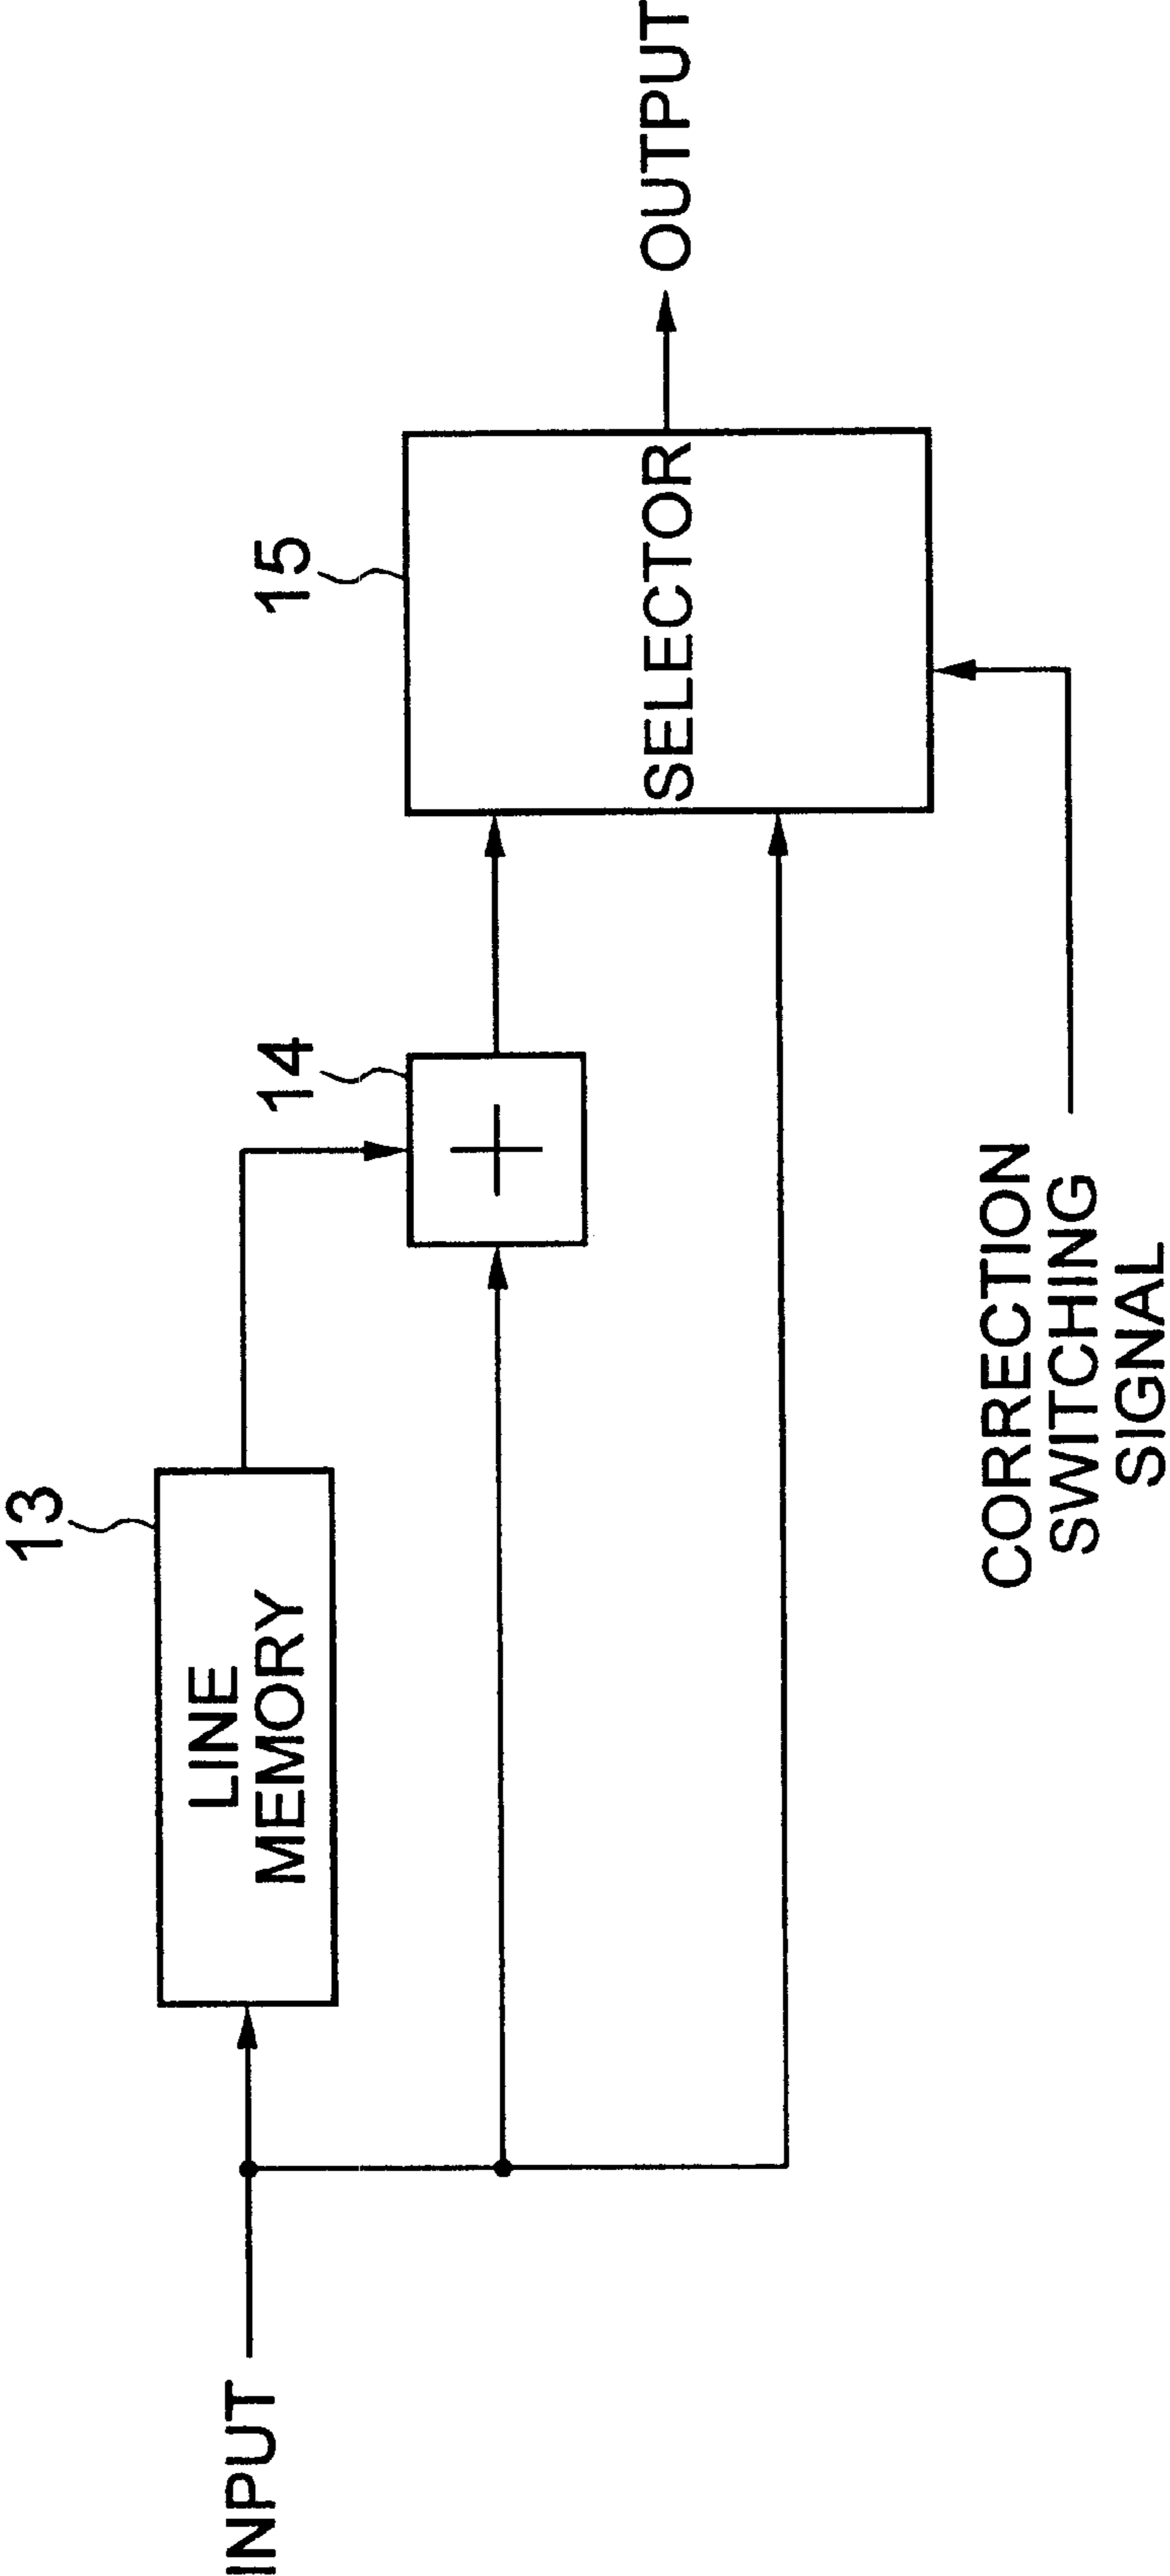 13
LINE
MEMORY
14
+
15
SELECTOR
INPUT
OUTPUT
CORRECTION
SWITCHING
SIGNAL